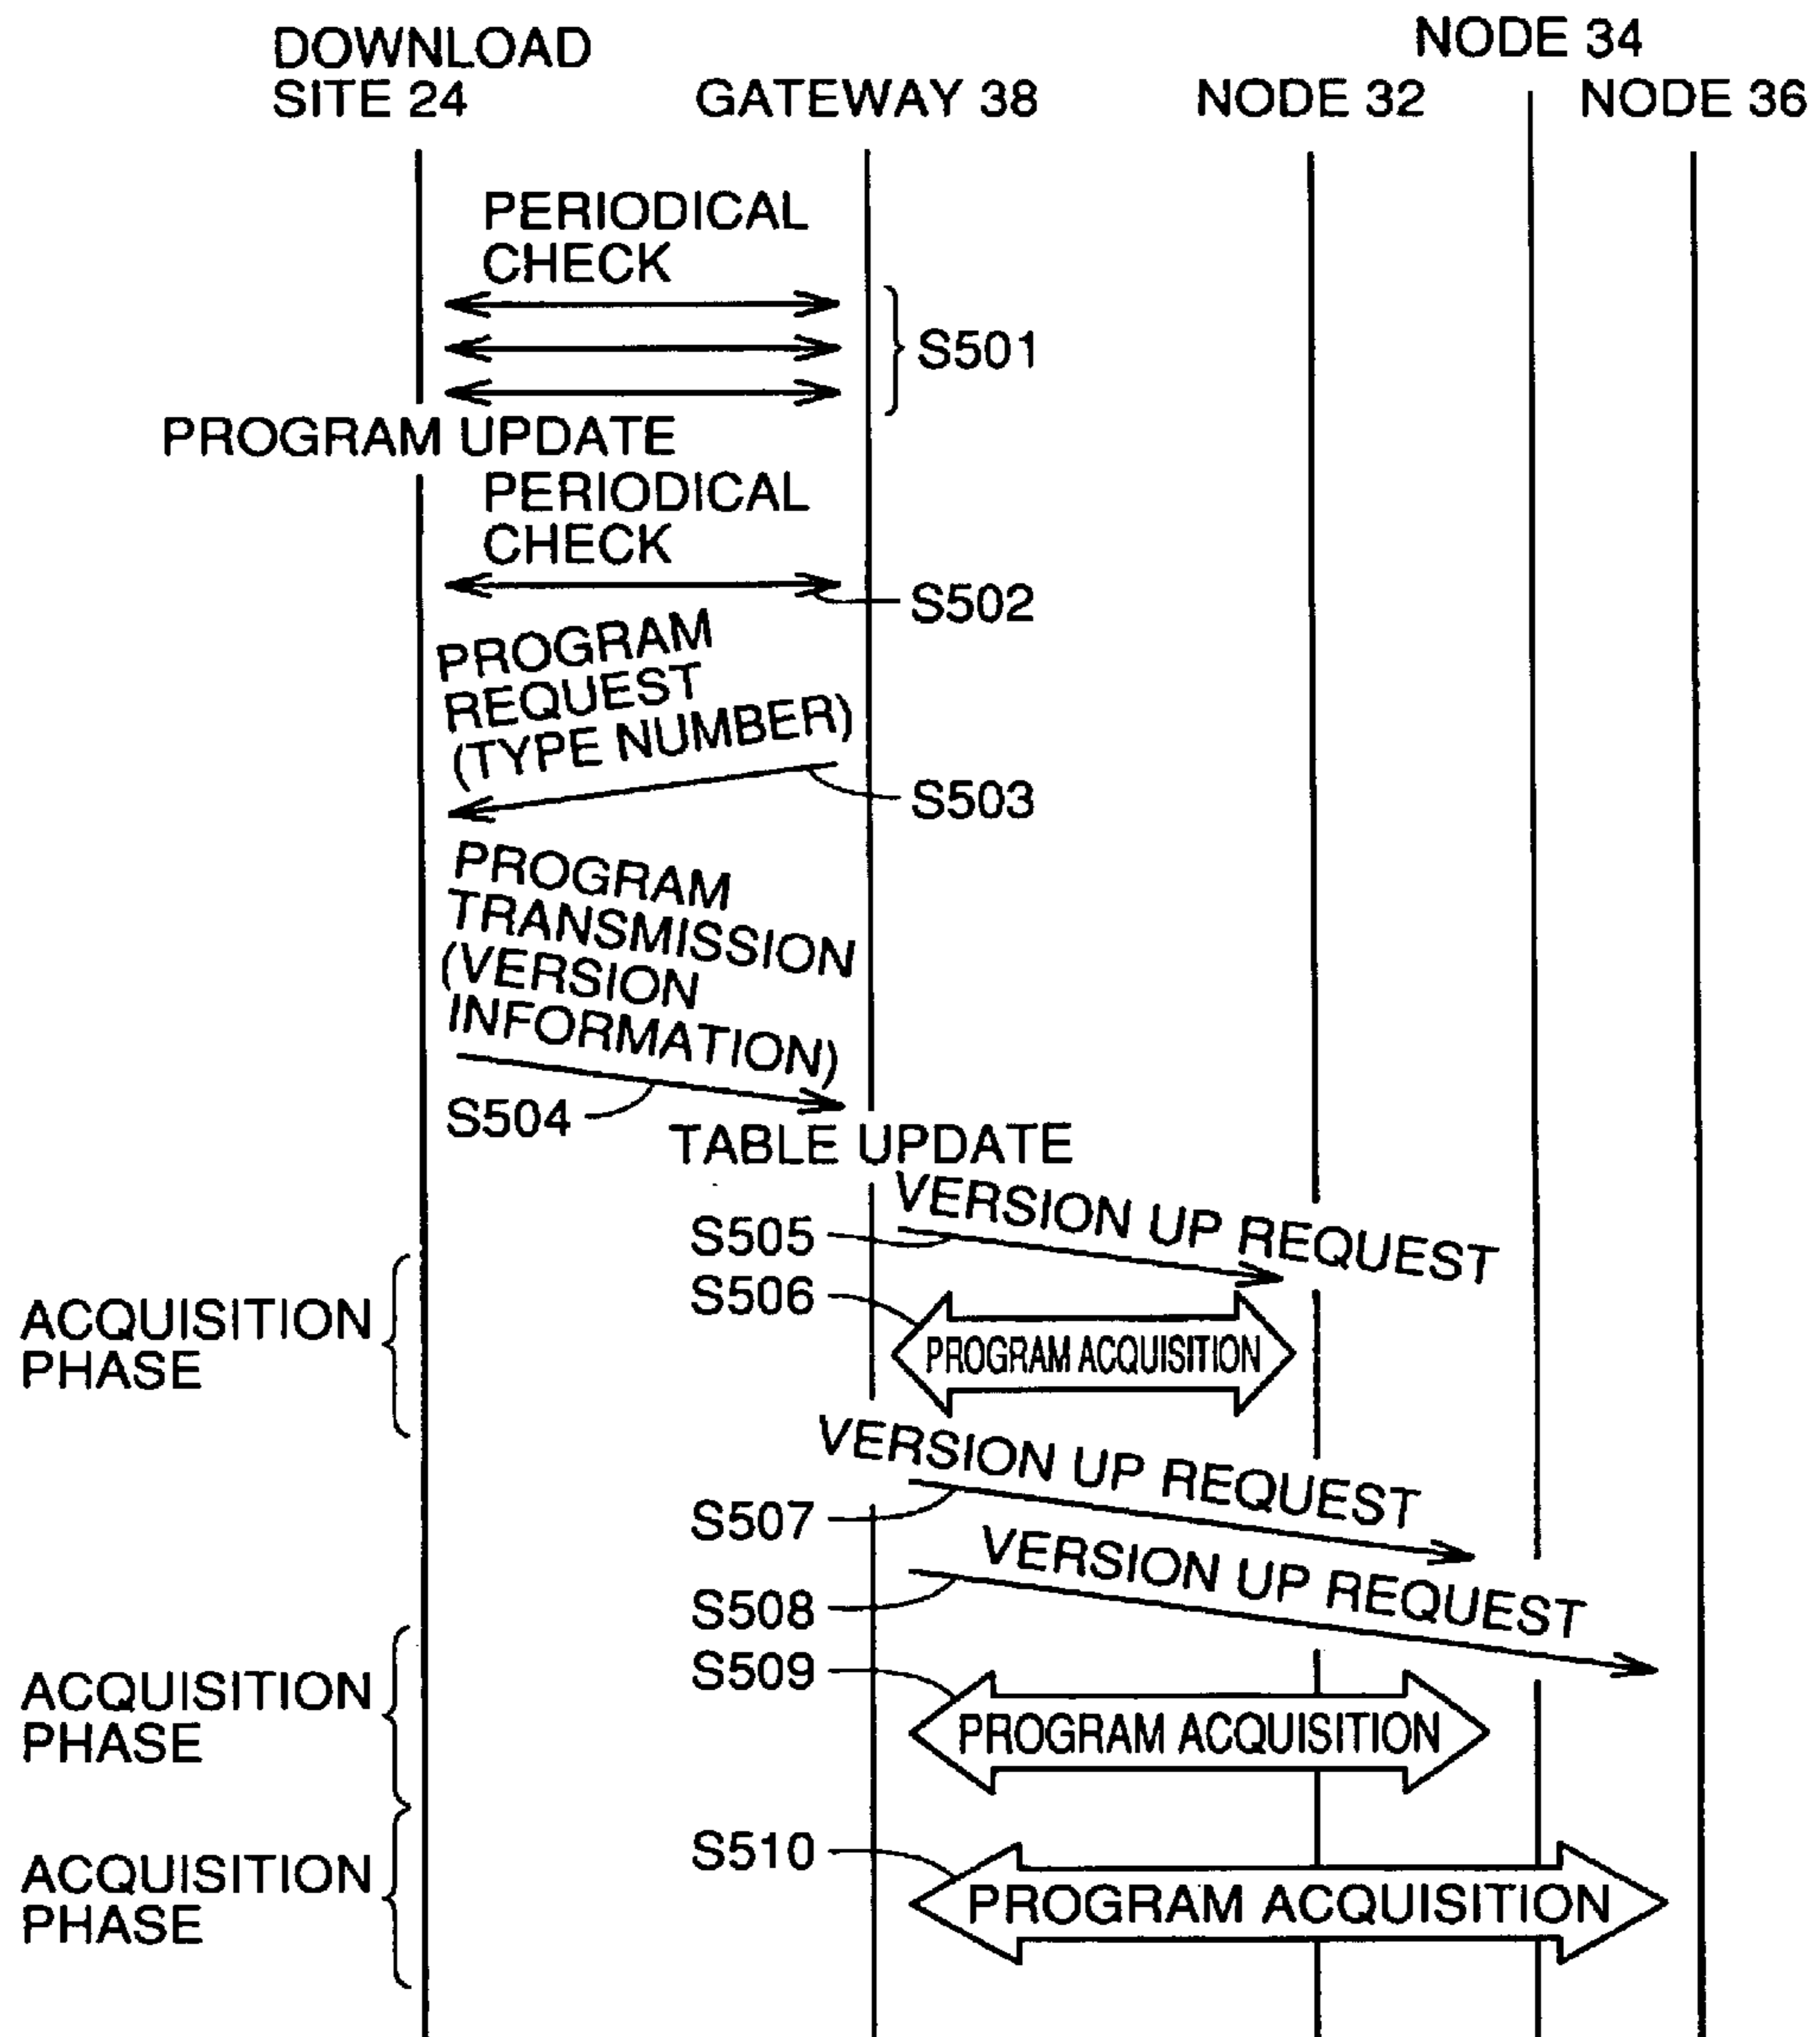 DOWNLOAD
SITE 24
GATEWAY 38
NODE 32
NODE 34
NODE 36
PERIODICAL
CHECK
S501
PROGRAM UPDATE
PERIODICAL
CHECK
S502
PROGRAM
REQUEST
(TYPE NUMBER)
S503
PROGRAM
TRANSMISSION
(VERSION
INFORMATION)
S504
TABLE UPDATE
VERSION UP REQUEST
S505
S506
ACQUISITION
PHASE
PROGRAM ACQUISITION
VERSION UP REQUEST
S507
VERSION UP REQUEST
S508
S509
ACQUISITION
PHASE
PROGRAM ACQUISITION
S510
ACQUISITION
PHASE
PROGRAM ACQUISITION